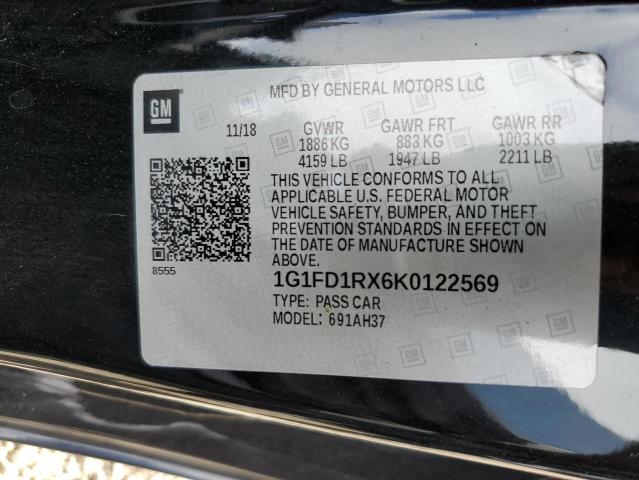 MFD BY GENERAL MOTORS LLC
GM
11/18 GVWR GAWR FRT GAWR RR
1886 KG 883 KG 1003 KG
4159 LB 1947 LB 2211 LB
THIS VEHICLE CONFORMS TO ALL
APPLICABLE U.S. FEDERAL MOTOR
VEHICLE SAFETY, BUMPER, AND THEFT
PREVENTION STANDARDS IN EFFECT ON
THE DATE OF MANUFACTURE SHOWN
ABOVE.
8555
1G1FD1RX6K0122569
TYPE: PASS CAR
MODEL: 691AH37